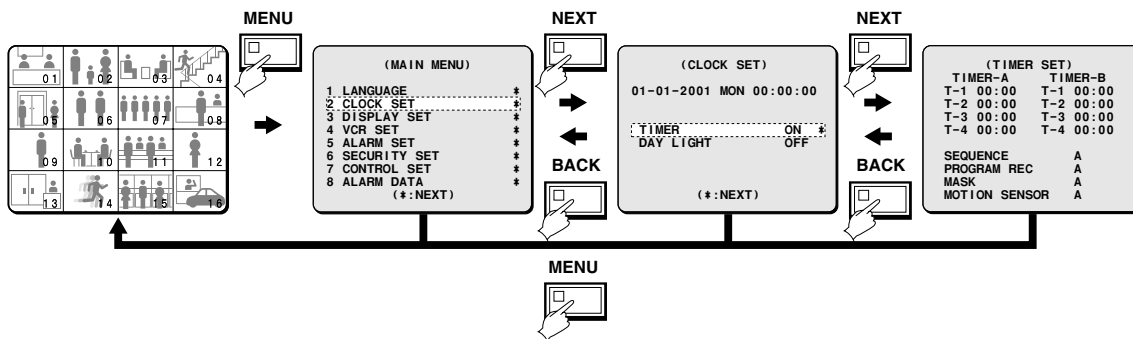 MENU
NEXT
NEXT
01 02 03 04
05 06 07 08
09 10 11 12
13 14 15 16
(MAIN MENU)
1 LANGUAGE *
2 CLOCK SET *
3 DISPLAY SET *
4 VCR SET *
5 ALARM SET *
6 SECURITY SET *
7 CONTROL SET *
8 ALARM DATA *
(*:NEXT)
BACK
(CLOCK SET)
01-01-2001 MON 00:00:00
TIMER ON *
DAY LIGHT OFF
(*:NEXT)
BACK
(TIMER SET)
TIMER-A TIMER-B
T-1 00:00 T-1 00:00
T-2 00:00 T-2 00:00
T-3 00:00 T-3 00:00
T-4 00:00 T-4 00:00
SEQUENCE A
PROGRAM REC A
MASK A
MOTION SENSOR A
MENU